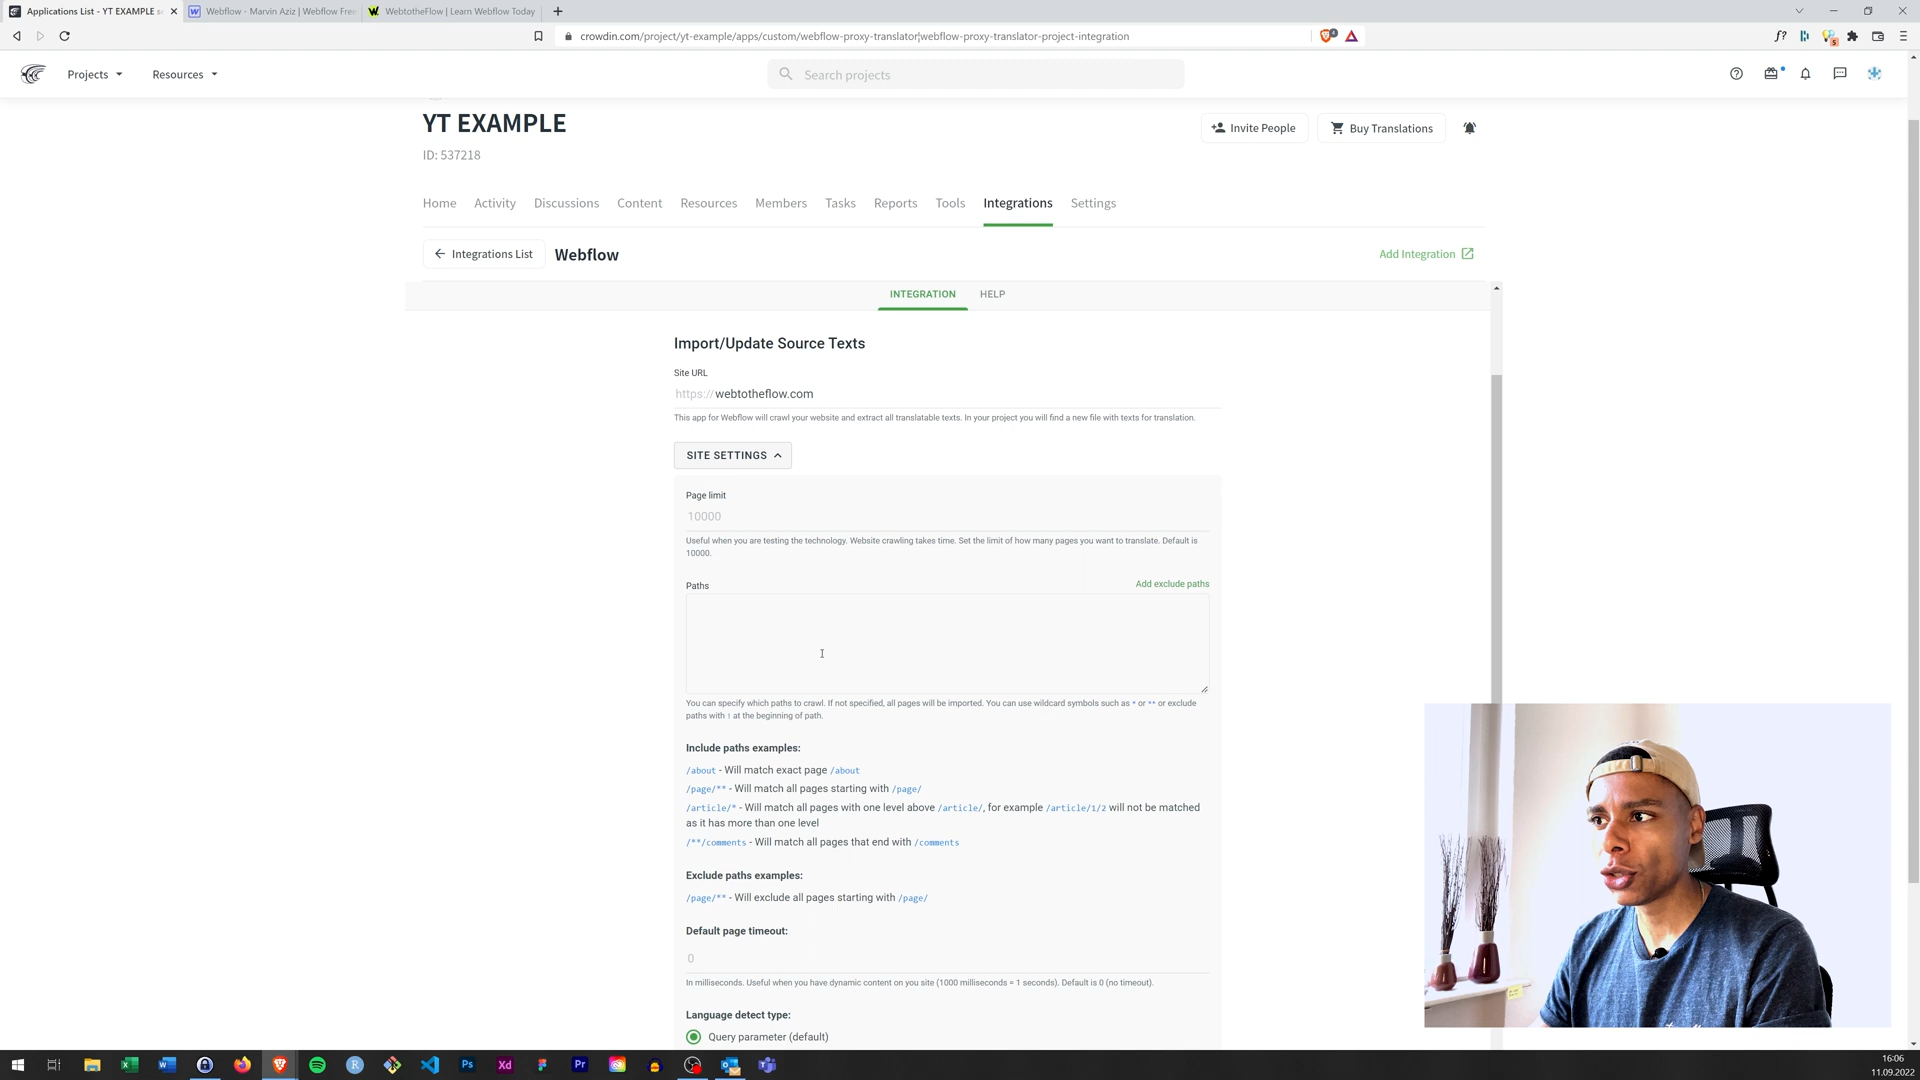 Applications List - YT EXAMPLE
Webflow - Marvin Aziz | Webflow Fre
WebtotheFlow | Learn Webflow Today
crowdin.com/project/yt-example/apps/custom/webflow-proxy-translator¦webflow-proxy-translator-project-integration
Projects
Resources
Search projects
YT EXAMPLE
ID: 537218
Invite People
Buy Translations
Home
Activity
Discussions
Content
Resources
Members
Tasks
Reports
Tools
Integrations
Settings
Integrations List
Webflow
Add Integration
INTEGRATION
HELP
Import/Update Source Texts
Site URL
https:// webtotheflow.com
This app for Webflow will crawl your website and extract all translatable texts. In your project you will find a new file with texts for translation.
SITE SETTINGS
Page limit
10000
Useful when you are testing the technology. Website crawling takes time. Set the limit of how many pages you want to translate. Default is
10000.
Paths
Add exclude paths
You can specify which paths to crawl. If not specified, all pages will be imported. You can use wildcard symbols such as * or ** or exclude
paths with ! at the beginning of path.
Include paths examples:
/about - Will match exact page /about
/page/** - Will match all pages starting with /page/
/article/* - Will match all pages with one level above /article/, for example /article/1/2 will not be matched
as it has more than one level
/**/comments - Will match all pages that end with /comments
Exclude paths examples:
/page/** - Will exclude all pages starting with /page/
Default page timeout:
0
In milliseconds. Useful when you have dynamic content on you site (1000 milliseconds = 1 seconds). Default is 0 (no timeout).
Language detect type:
Query parameter (default)
16:06
11.09.2022